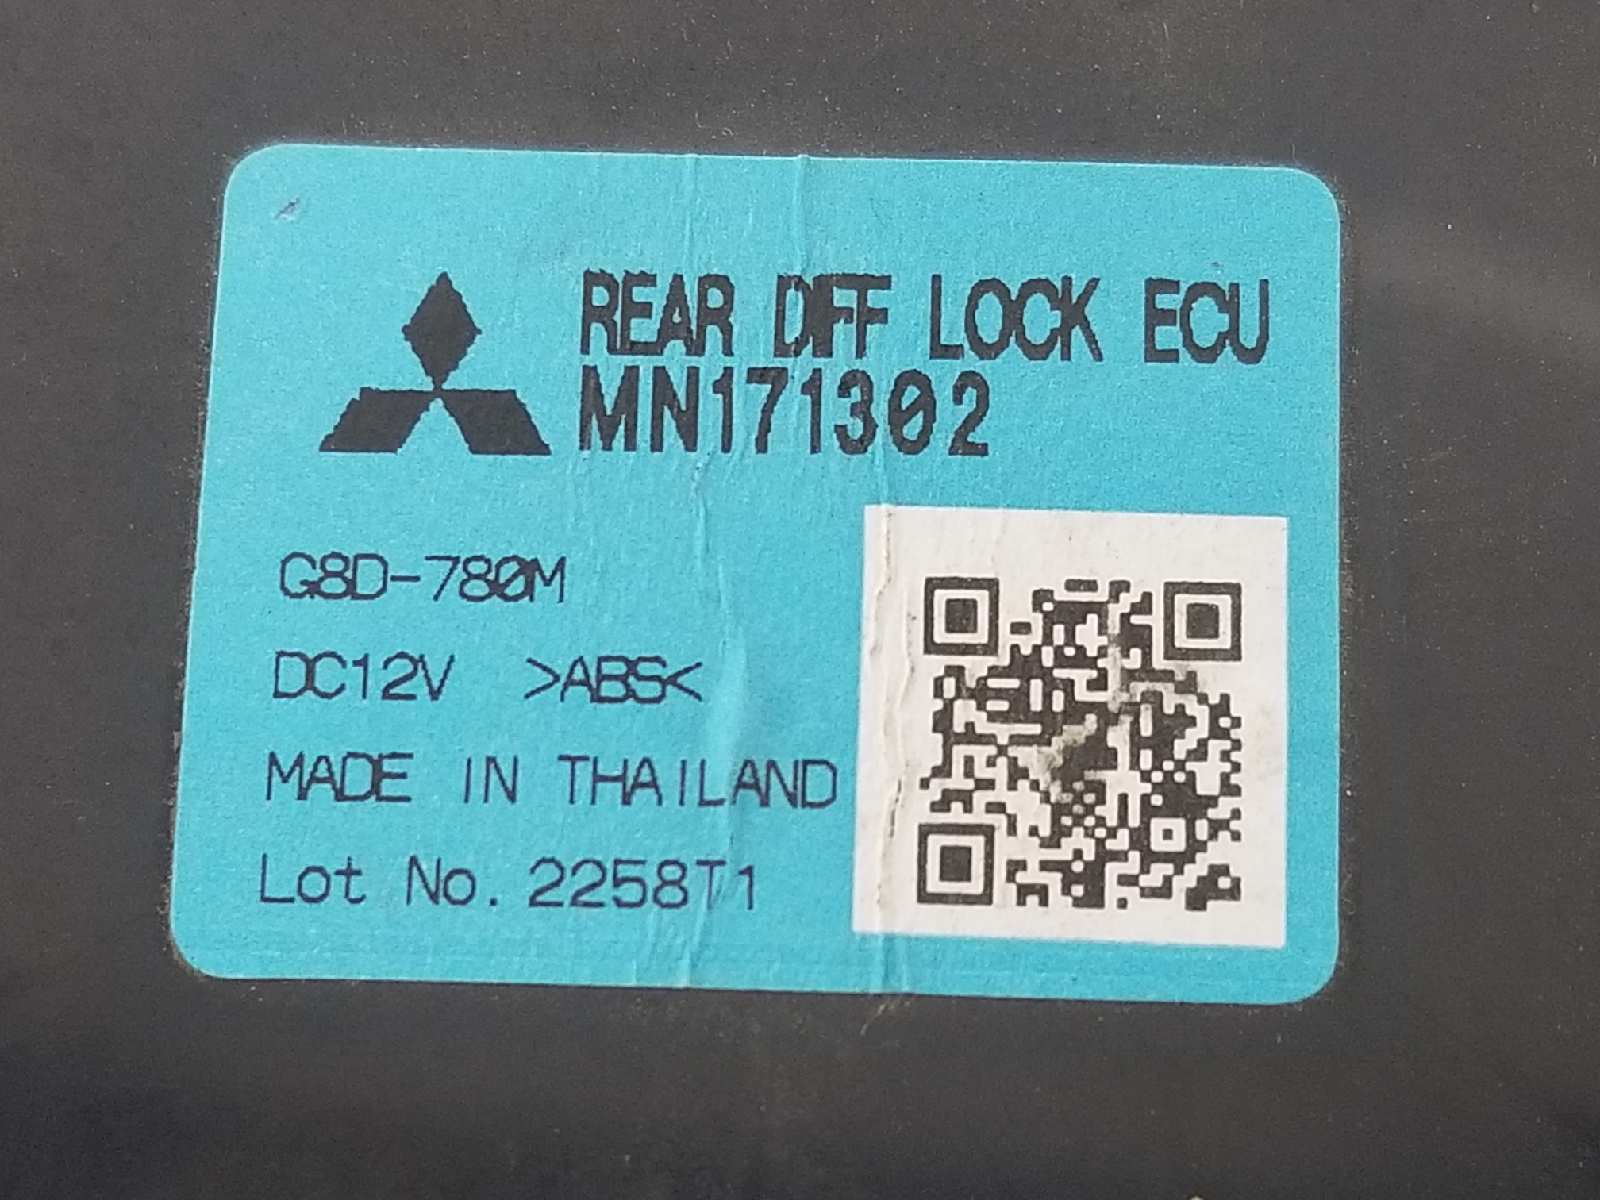 REAR DIFF LOCK ECU
MN171302
G8D-780M
DC12V >ABS<
MADE IN THAILAND
Lot No. 2258T1